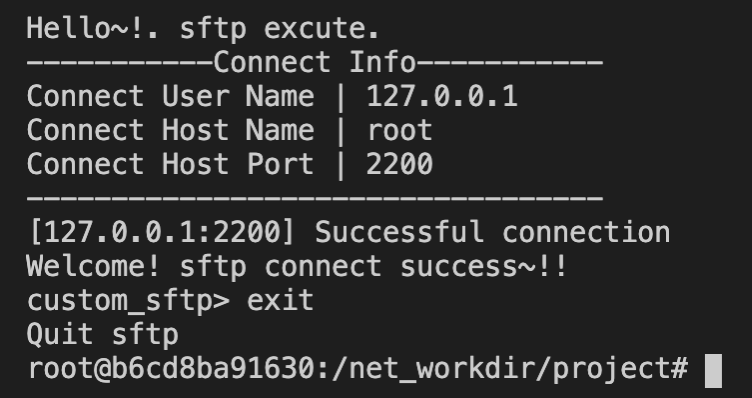 Hello~!. sftp excute.
-----------Connect Info-----------
Connect User Name | 127.0.0.1
Connect Host Name | root
Connect Host Port | 2200
----------------------------------
[127.0.0.1:2200] Successful connection
Welcome! sftp connect success~!!
custom_sftp> exit
Quit sftp
root@b6cd8ba91630:/net_workdir/project#